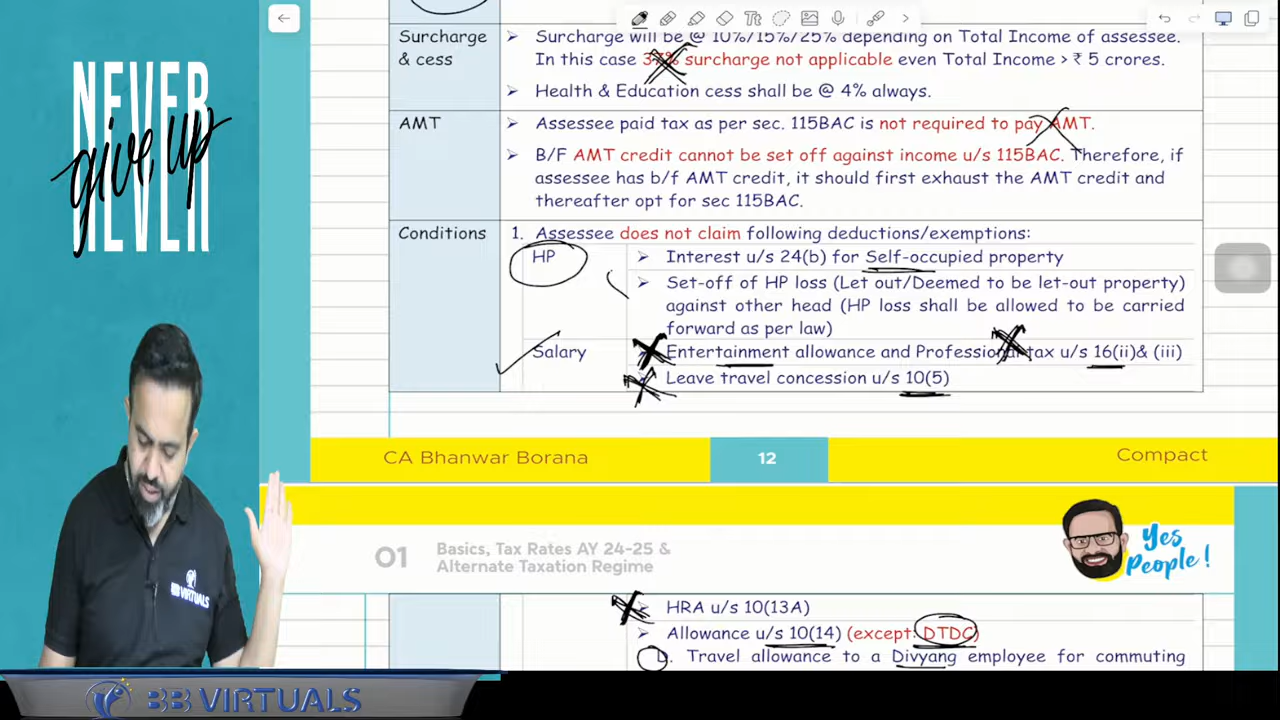 NEVER
give up
NEVER
Surcharge
& cess
➢ Surcharge will be @ 10%/15%/25% depending on Total Income of assessee.
In this case 37% surcharge not applicable even Total Income > ₹ 5 crores.
➢ Health & Education cess shall be @ 4% always.
AMT
➢ Assessee paid tax as per sec. 115BAC is not required to pay AMT.
➢ B/F AMT credit cannot be set off against income u/s 115BAC. Therefore, if
assessee has b/f AMT credit, it should first exhaust the AMT credit and
thereafter opt for sec 115BAC.
Conditions
1. Assessee does not claim following deductions/exemptions:
HP
➢ Interest u/s 24(b) for Self-occupied property
➢ Set-off of HP loss (Let out/Deemed to be let-out property)
against other head (HP loss shall be allowed to be carried
forward as per law)
Salary
➢ Entertainment allowance and Professional tax u/s 16(ii)& (iii)
➢ Leave travel concession u/s 10(5)
CA Bhanwar Borana
12
Compact
01
Basics, Tax Rates AY 24-25 &
Alternate Taxation Regime
Yes
People !
➢ HRA u/s 10(13A)
➢ Allowance u/s 10(14) (except: DTDC)
Travel allowance to a Divyang employee for commuting
BB VIRTUALS
BB VIRTUALS